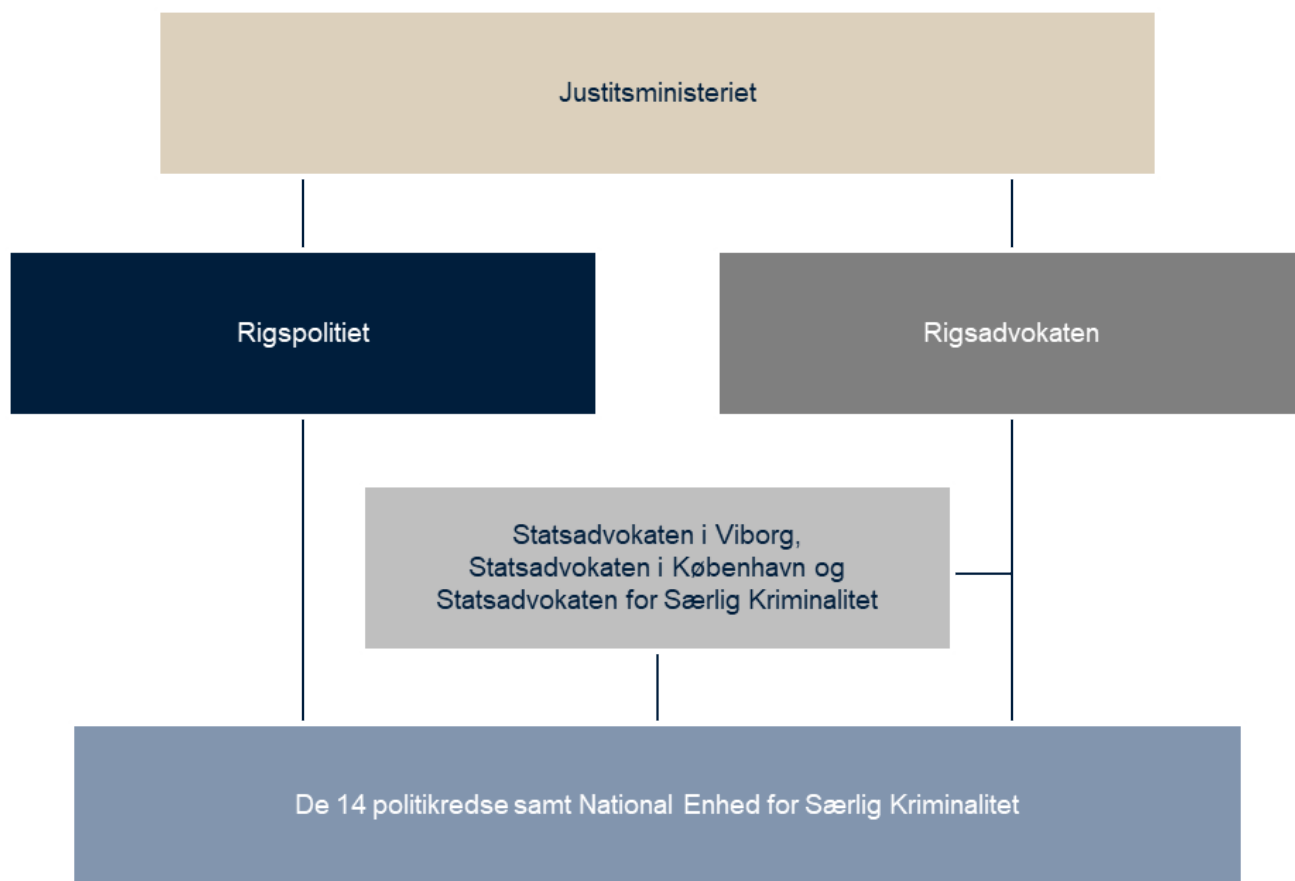 Justitsministeriet
Rigspolitiet
Rigsadvokaten
Statsadvokaten i Viborg,
Statsadvokaten i København og
Statsadvokaten for Særlig Kriminalitet
De 14 politikredse samt National Enhed for Særlig Kriminalitet